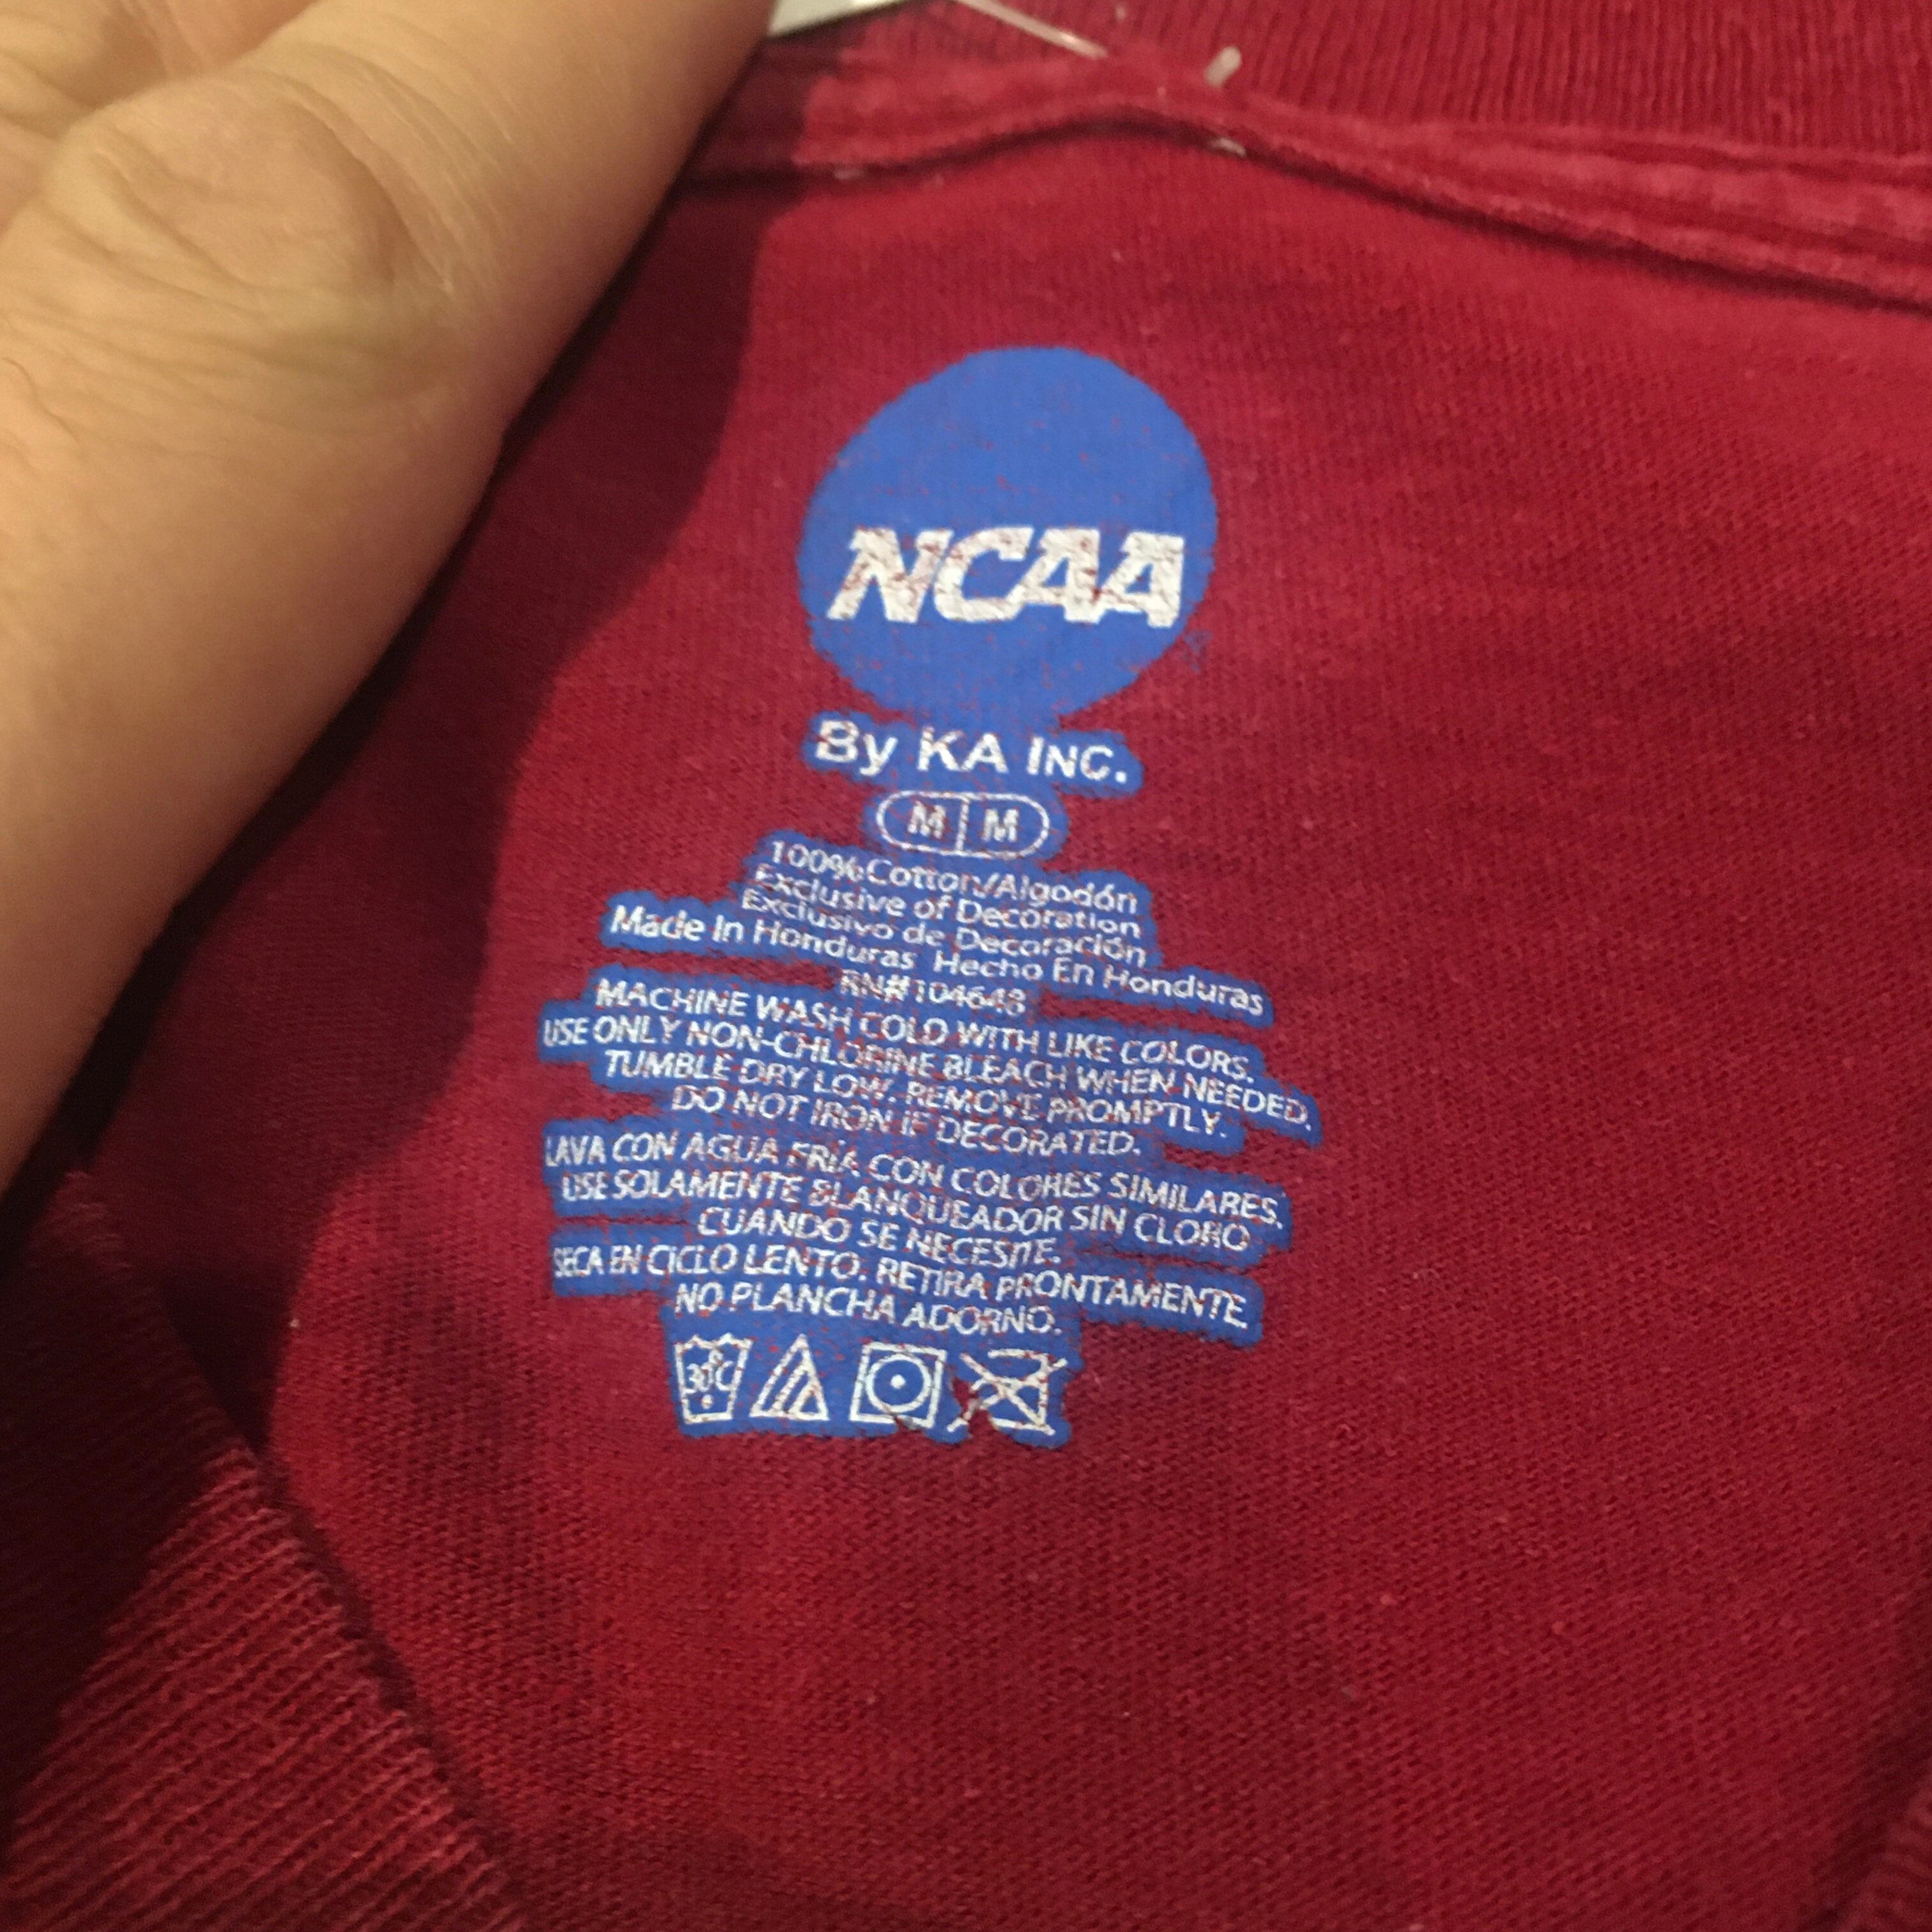 NCAA
By KA INC.
M M
100% Cotton/Algodón
Exclusive of Decoration
Exclusivo de Decoración
Made In Honduras Hecho En Honduras
RN#104648
MACHINE WASH COLD WITH LIKE COLORS.
USE ONLY NON-CHLORINE BLEACH WHEN NEEDED.
TUMBLE DRY LOW. REMOVE PROMPTLY.
DO NOT IRON IF DECORATED.
LAVA CON AGUA FRÍA CON COLORES SIMILARES.
USE SOLAMENTE BLANQUEADOR SIN CLORO
CUANDO SE NECESITE.
SECA EN CICLO LENTO. RETIRA PRONTAMENTE.
NO PLANCHA ADORNO.
30°C